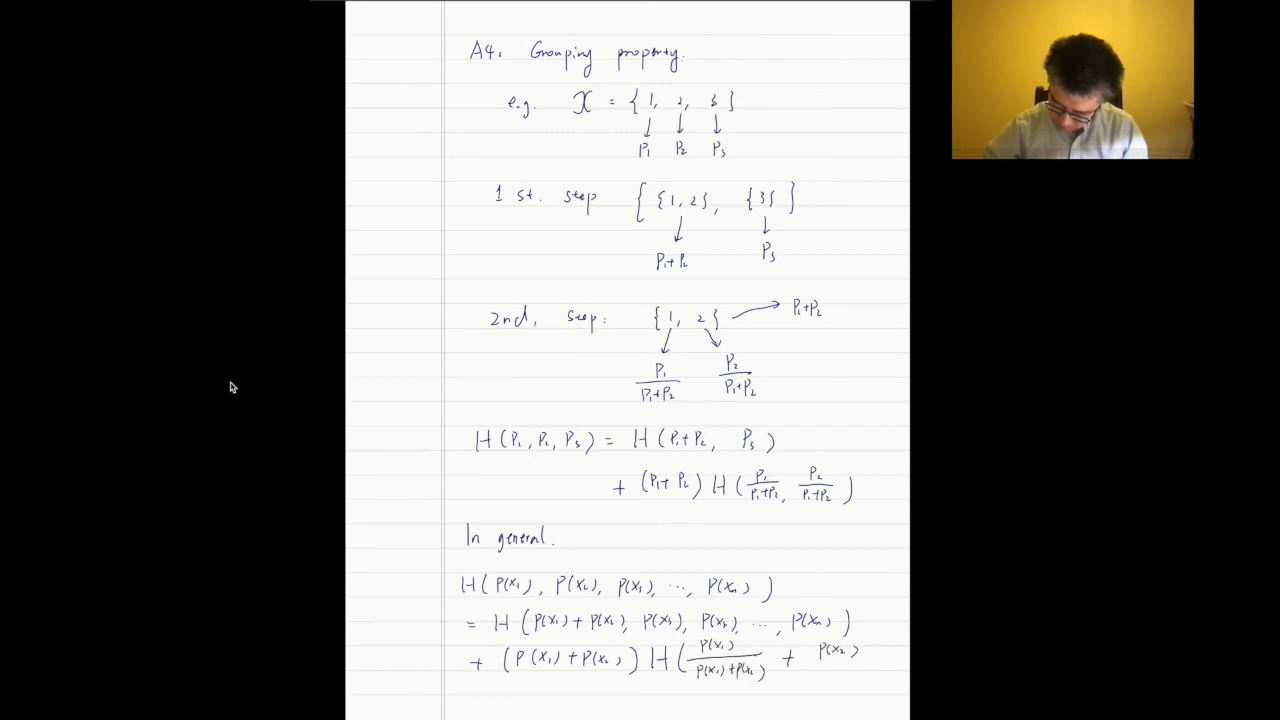 A4. Grouping property.
e.g. X = { 1, 2, 3 }
P₁ P₂ P₃
1st. step { {1, 2}, {3} }
P₁+P₂ P₃
2nd. step: {1, 2} → P₁+P₂
P₁/(P₁+P₂) P₂/(P₁+P₂)
H(P₁, P₂, P₃) = H(P₁+P₂, P₃)
+ (P₁+P₂) H(P₁/(P₁+P₂), P₂/(P₁+P₂))
In general.
H(P(x₁), P(x₂), P(x₃), ..., P(xₙ))
= H(P(x₁)+P(x₂), P(x₃), P(x₄), ..., P(xₙ))
+ (P(x₁)+P(x₂)) H(P(x₁)/(P(x₁)+P(x₂)) + P(x₂)